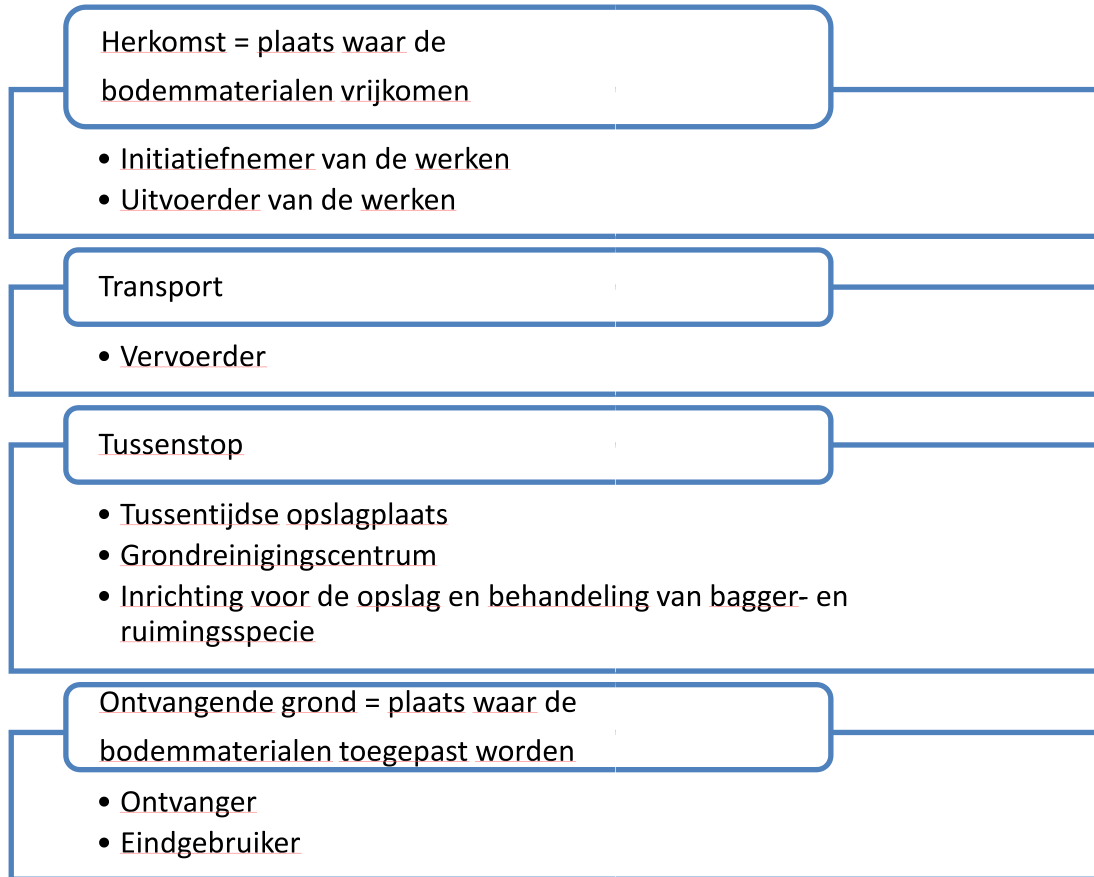 Herkomst = plaats waar de
bodemmaterialen vrijkomen
• Initiatiefnemer van de werken
• Uitvoerder van de werken
Transport
• Vervoerder
Tussenstop
• Tussentijdse opslagplaats
• Grondreinigingscentrum
• Inrichting voor de opslag en behandeling van bagger- en
ruimingsspecie
Ontvangende grond = plaats waar de
bodemmaterialen toegepast worden
• Ontvanger
• Eindgebruiker